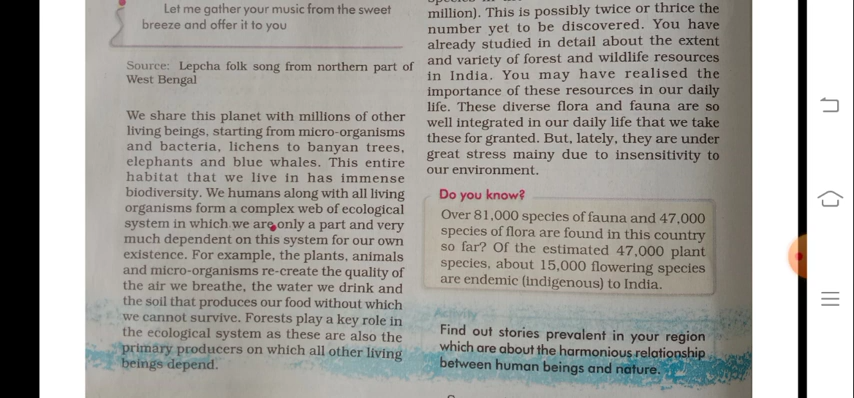 Let me gather your music from the sweet
breeze and offer it to you
Source: Lepcha folk song from northern part of
West Bengal
We share this planet with millions of other
living beings, starting from micro-organisms
and bacteria, lichens to banyan trees,
elephants and blue whales. This entire
habitat that we live in has immense
biodiversity. We humans along with all living
organisms form a complex web of ecological
system in which we are only a part and very
much dependent on this system for our own
existence. For example, the plants, animals
and micro-organisms re-create the quality of
the air we breathe, the water we drink and
the soil that produces our food without which
we cannot survive. Forests play a key role in
the ecological system as these are also the
primary producers on which all other living
beings depend.
million). This is possibly twice or thrice the
number yet to be discovered. You have
already studied in detail about the extent
and variety of forest and wildlife resources
in India. You may have realised the
importance of these resources in our daily
life. These diverse flora and fauna are so
well integrated in our daily life that we take
these for granted. But, lately, they are under
great stress mainy due to insensitivity to
our environment.
Do you know?
Over 81,000 species of fauna and 47,000
species of flora are found in this country
so far? Of the estimated 47,000 plant
species, about 15,000 flowering species
are endemic (indigenous) to India.
Activity
Find out stories prevalent in your region
which are about the harmonious relationship
between human beings and nature.